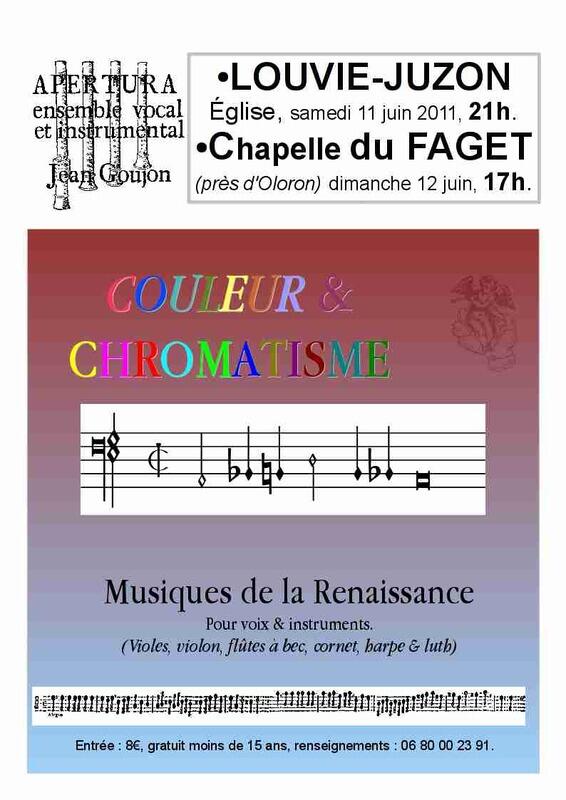 APERTURA
ensemble vocal
et instrumental
Jean Goujon
•LOUVIE-JUZON
Église, samedi 11 juin 2011, 21h.
•Chapelle du FAGET
(près d'Oloron) dimanche 12 juin, 17h.
COULEUR &
CHROMATISME
Musiques de la Renaissance
Pour voix & instruments.
(Violes, violon, flûtes à bec, cornet, harpe & luth)
Entrée : 8€, gratuit moins de 15 ans, renseignements : 06 80 00 23 91.